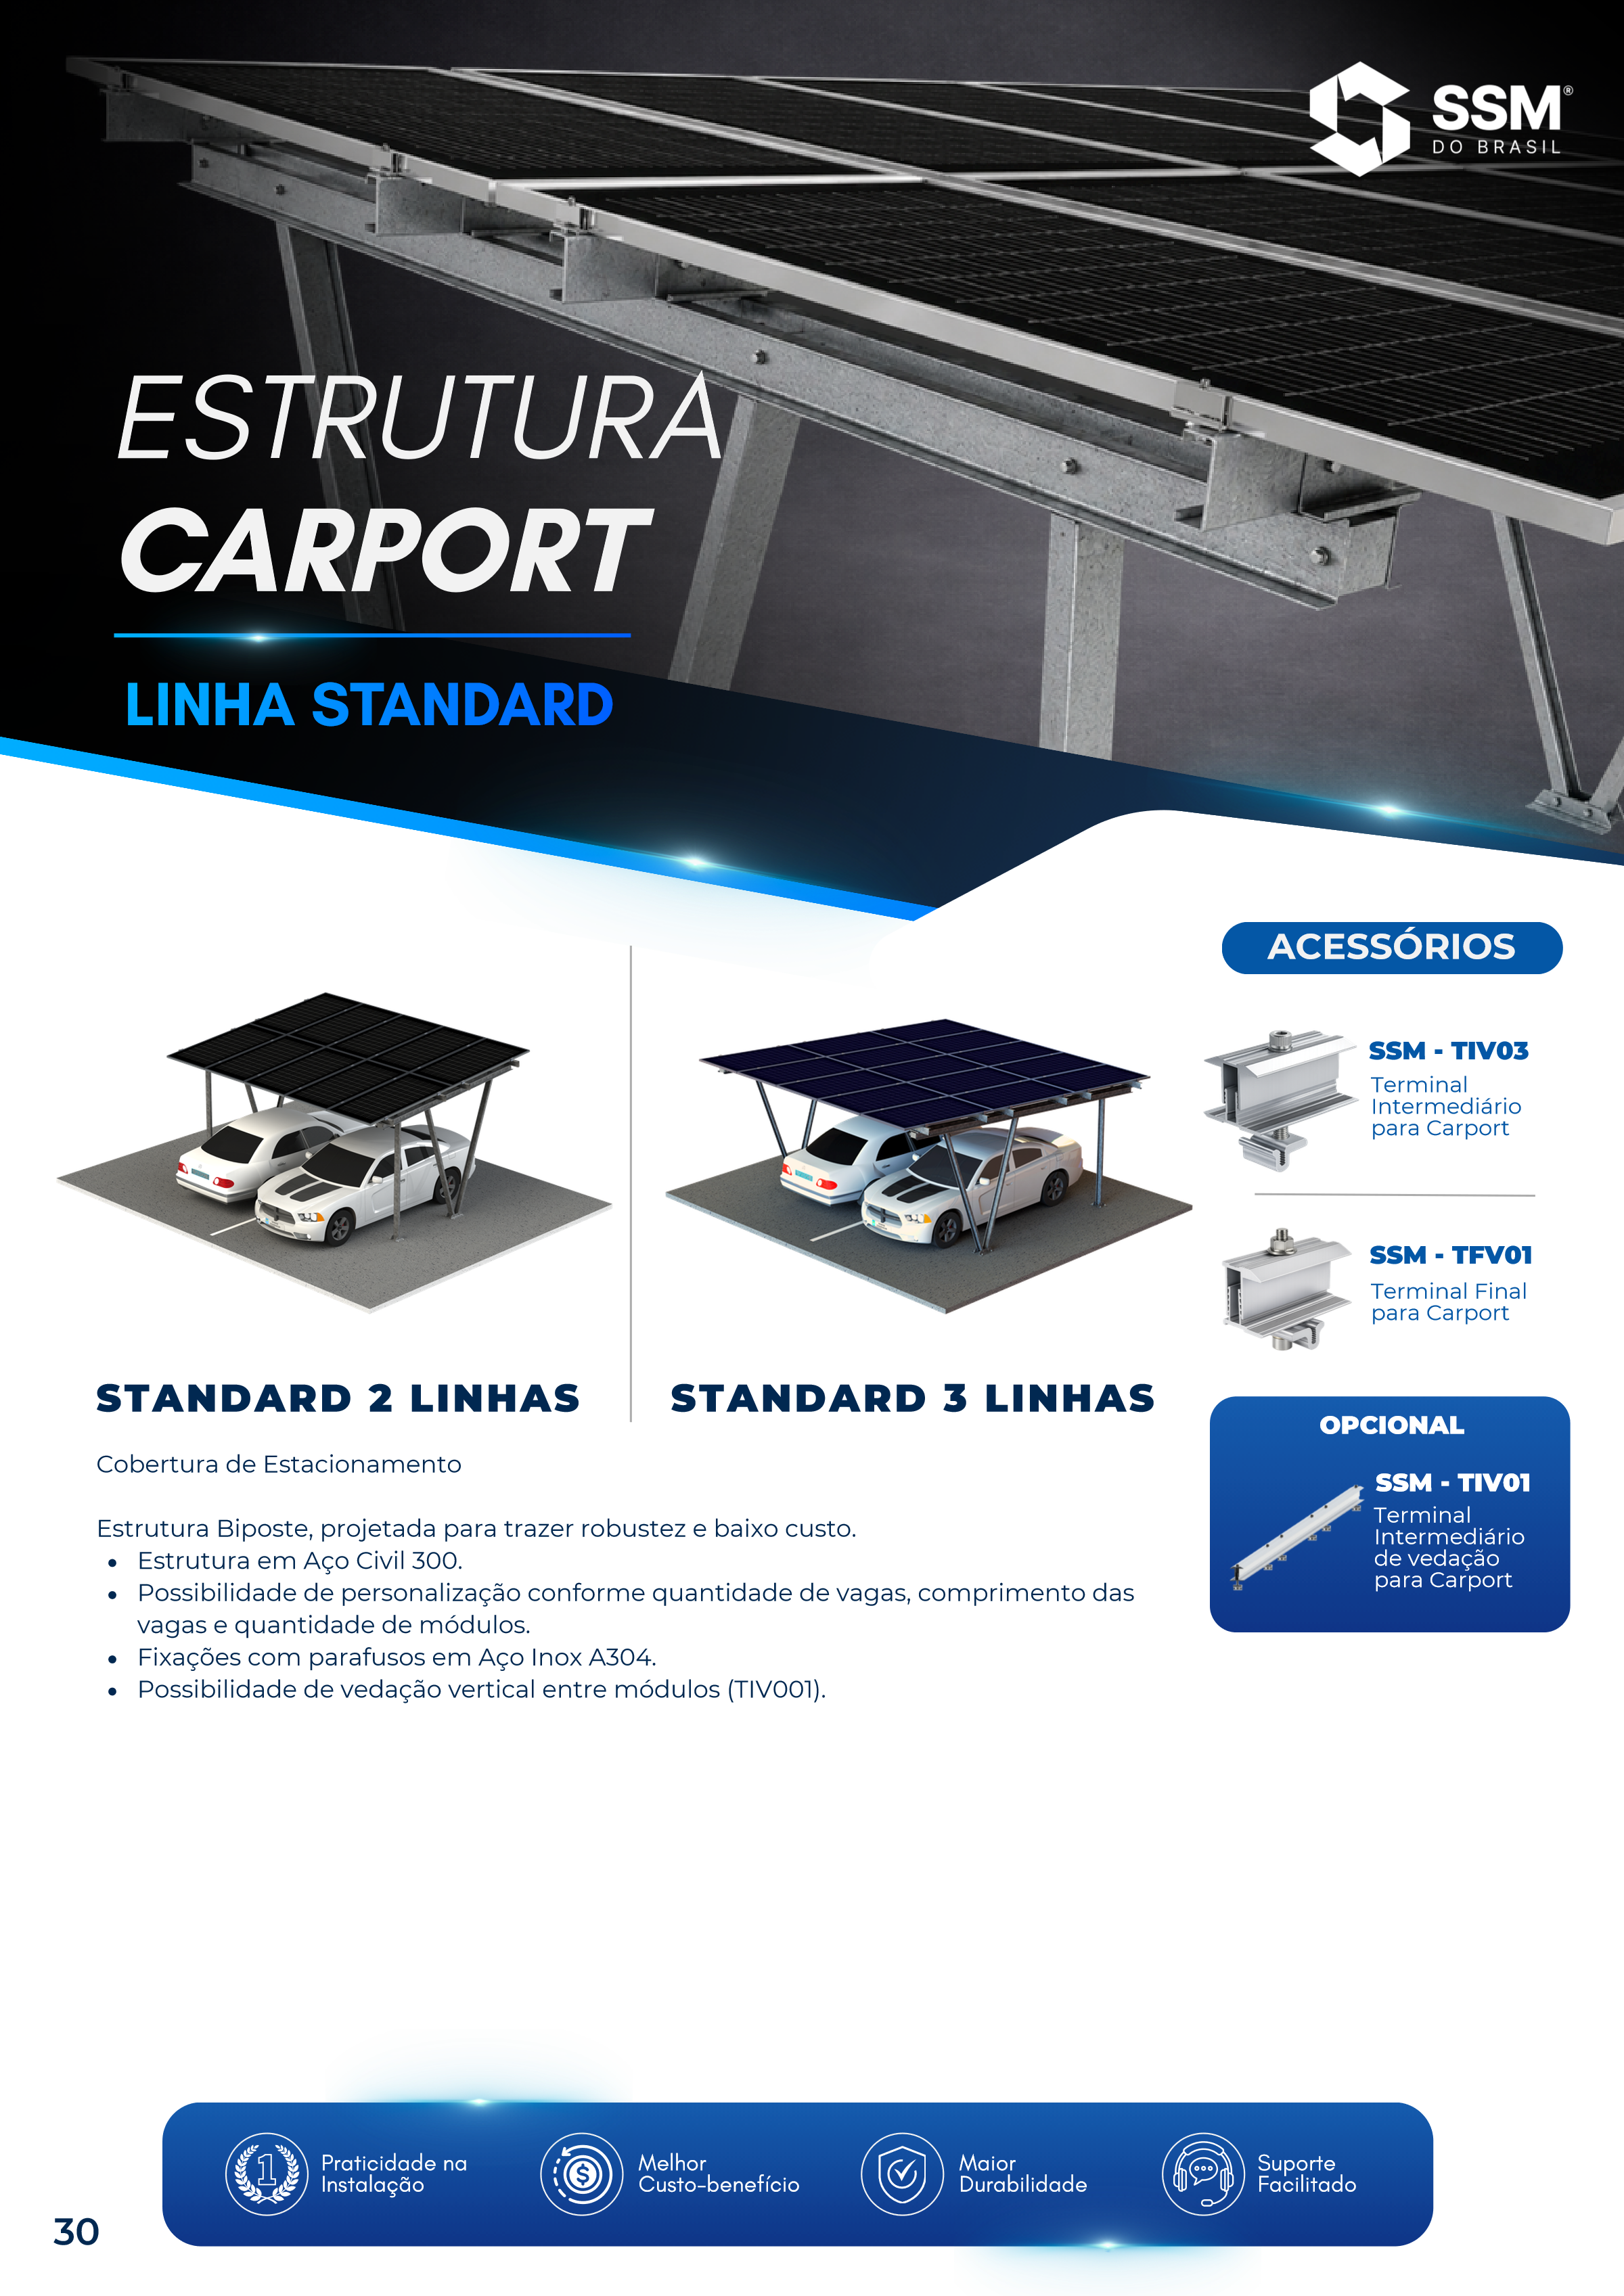 SSM®
DO BRASIL
ESTRUTURA
CARPORT
LINHA STANDARD
ACESSÓRIOS
SSM - TIV03
Terminal
Intermediário
para Carport
SSM - TFV01
Terminal Final
para Carport
STANDARD 2 LINHAS
STANDARD 3 LINHAS
Cobertura de Estacionamento
Estrutura Biposte, projetada para trazer robustez e baixo custo.
• Estrutura em Aço Civil 300.
• Possibilidade de personalização conforme quantidade de vagas, comprimento das
vagas e quantidade de módulos.
• Fixações com parafusos em Aço Inox A304.
• Possibilidade de vedação vertical entre módulos (TIV001).
OPCIONAL
SSM - TIV01
Terminal
Intermediário
de vedação
para Carport
1
Praticidade na
Instalação
$
Melhor
Custo-benefício
Maior
Durabilidade
Suporte
Facilitado
30